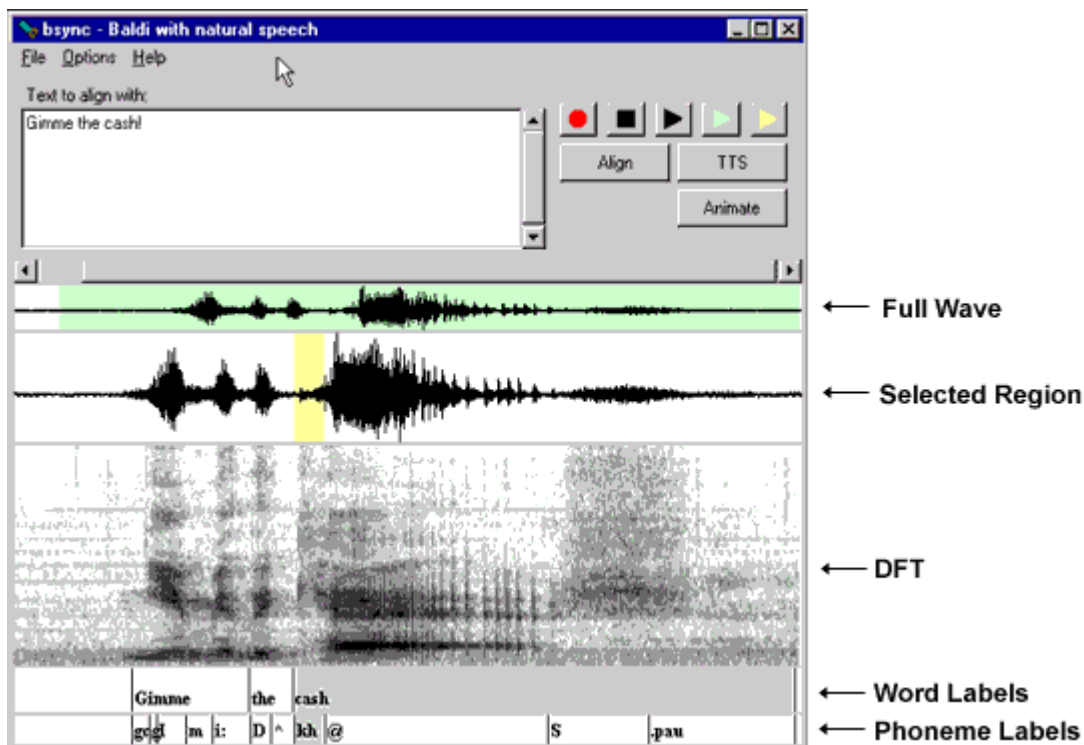 bsync - Baldi with natural speech
File Options Help
Text to align with:
Gimme the cash!
Align TTS
Animate
Full Wave
Selected Region
DFT
Gimme the cash
Word Labels
gc g I m i: D ^ kh @ S .pau
Phoneme Labels